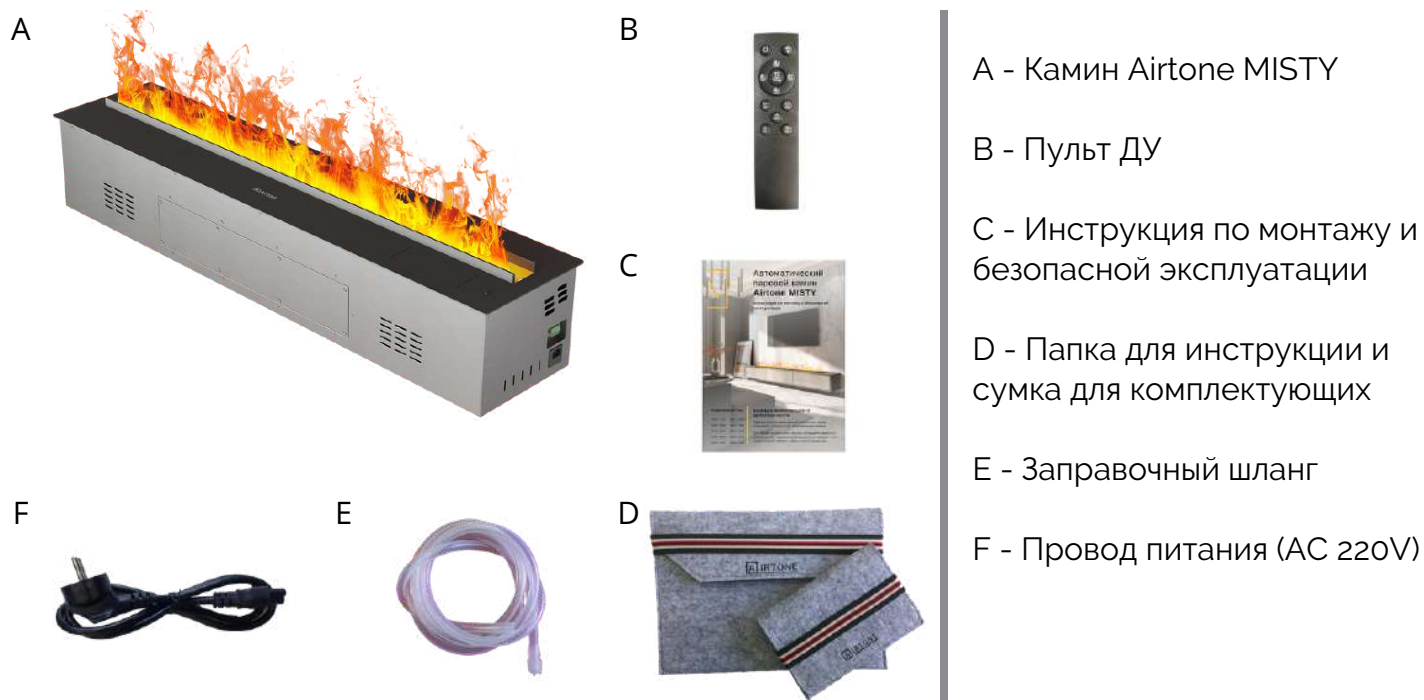 A
B
C
Автоматический
паровой камин
Airtone MISTY
F
E
D
AIRTONE
A - Камин Airtone MISTY
B - Пульт ДУ
C - Инструкция по монтажу и
безопасной эксплуатации
D - Папка для инструкции и
сумка для комплектующих
E - Заправочный шланг
F - Провод питания (AC 220V)